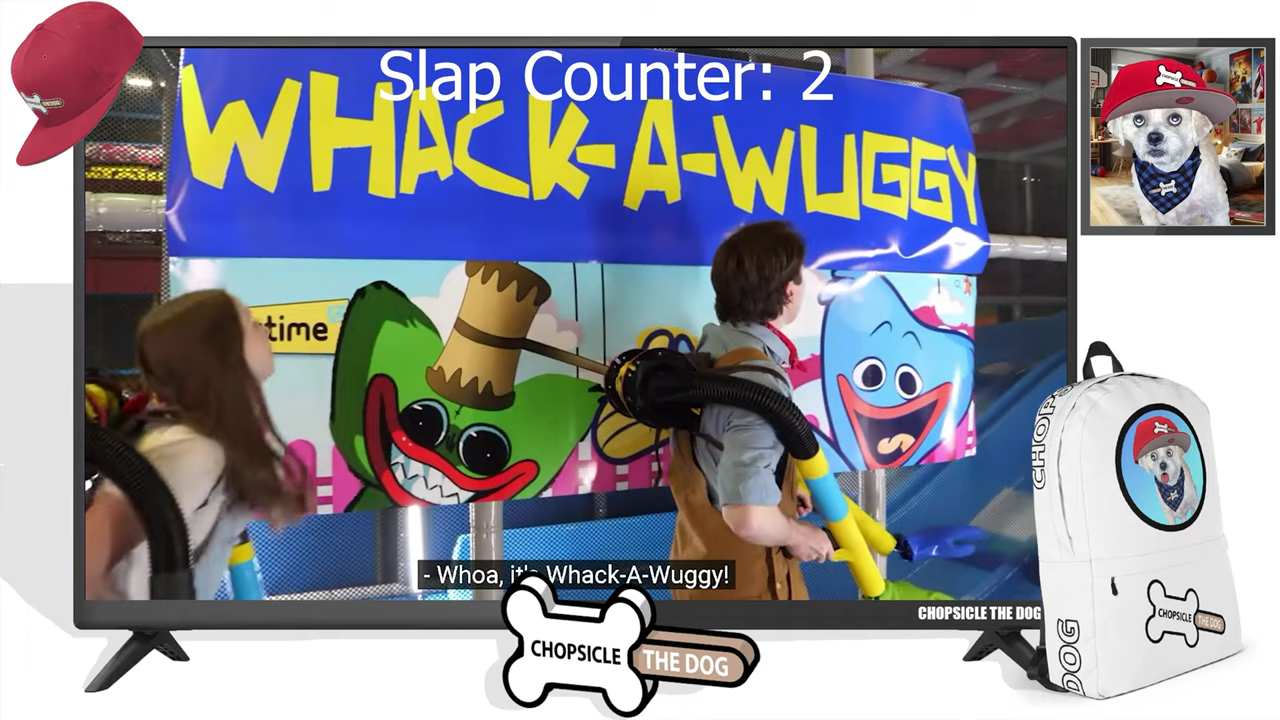 Slap Counter: 2
WHACK-A-WUGGY
time
- Whoa, it's Whack-A-Wuggy!
CHOPSICLE THE DOG
CHOPSICLE
THE DOG
CHOPS
DOG
CHOPSICLE
THE DOG